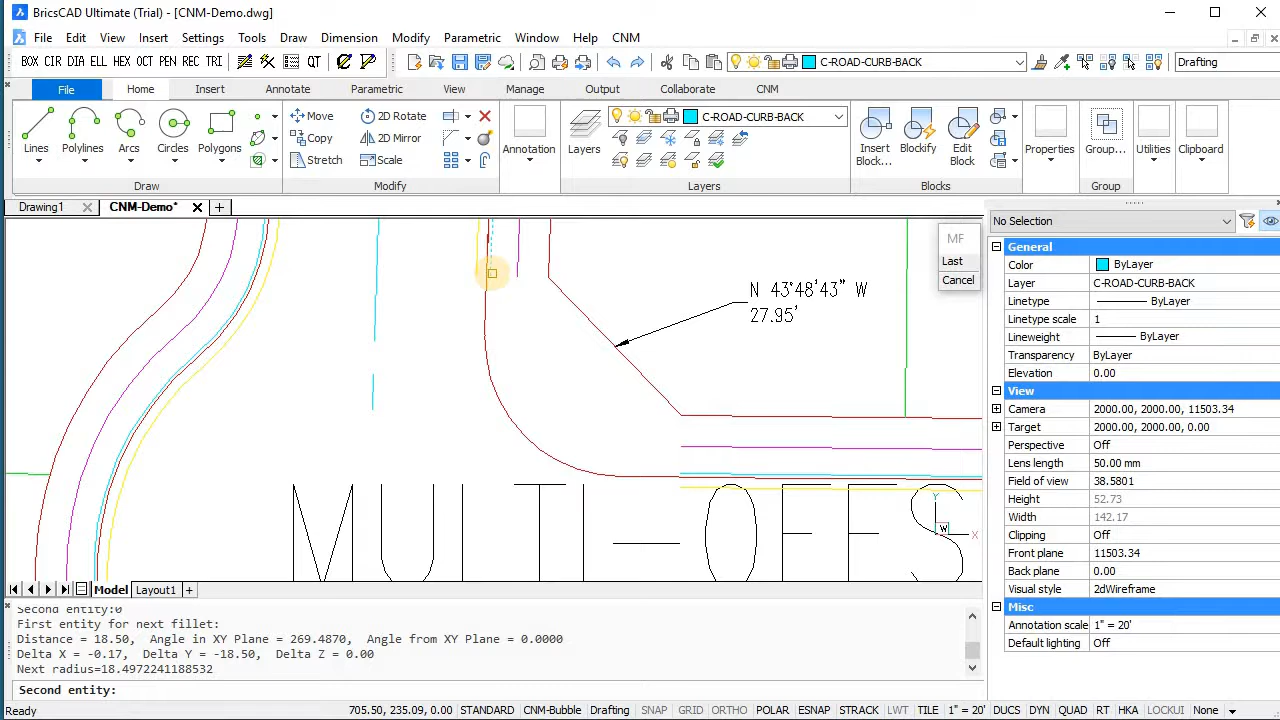 BricsCAD Ultimate (Trial) - [CNM-Demo.dwg]
File Edit View Insert Settings Tools Draw Dimension Modify Parametric Window Help CNM
BOX CIR DIA ELL HEX OCT PEN REC TRI QT C-ROAD-CURB-BACK Drafting
File Home Insert Annotate Parametric View Manage Output Collaborate CNM
Lines Polylines Arcs Circles Polygons
Move 2D Rotate
Copy 2D Mirror
Stretch Scale
Annotation
Layers
C-ROAD-CURB-BACK
Insert Block...
Blockify
Edit Block
Properties
Group...
Utilities
Clipboard
Draw Modify Layers Blocks Group
Drawing1 CNM-Demo*
MF
Last
Cancel
N 43°48'43" W
27.95'
MULTI-OFFS
Y
W
X
Model Layout1
Second entity:0
First entity for next fillet:
Distance = 18.50, Angle in XY Plane = 269.4870, Angle from XY Plane = 0.0000
Delta X = -0.17, Delta Y = -18.50, Delta Z = 0.00
Next radius=18.4972241188532
Second entity:
No Selection
General
Color ByLayer
Layer C-ROAD-CURB-BACK
Linetype ByLayer
Linetype scale 1
Lineweight ByLayer
Transparency ByLayer
Elevation 0.00
View
Camera 2000.00, 2000.00, 11503.34
Target 2000.00, 2000.00, 0.00
Perspective Off
Lens length 50.00 mm
Field of view 38.5801
Height 52.73
Width 142.17
Clipping Off
Front plane 11503.34
Back plane 0.00
Visual style 2dWireframe
Misc
Annotation scale 1" = 20'
Default lighting Off
Ready 705.50, 235.09, 0.00 STANDARD CNM-Bubble Drafting SNAP GRID ORTHO POLAR ESNAP STRACK LWT TILE 1" = 20' DUCS DYN QUAD RT HKA LOCKUI None